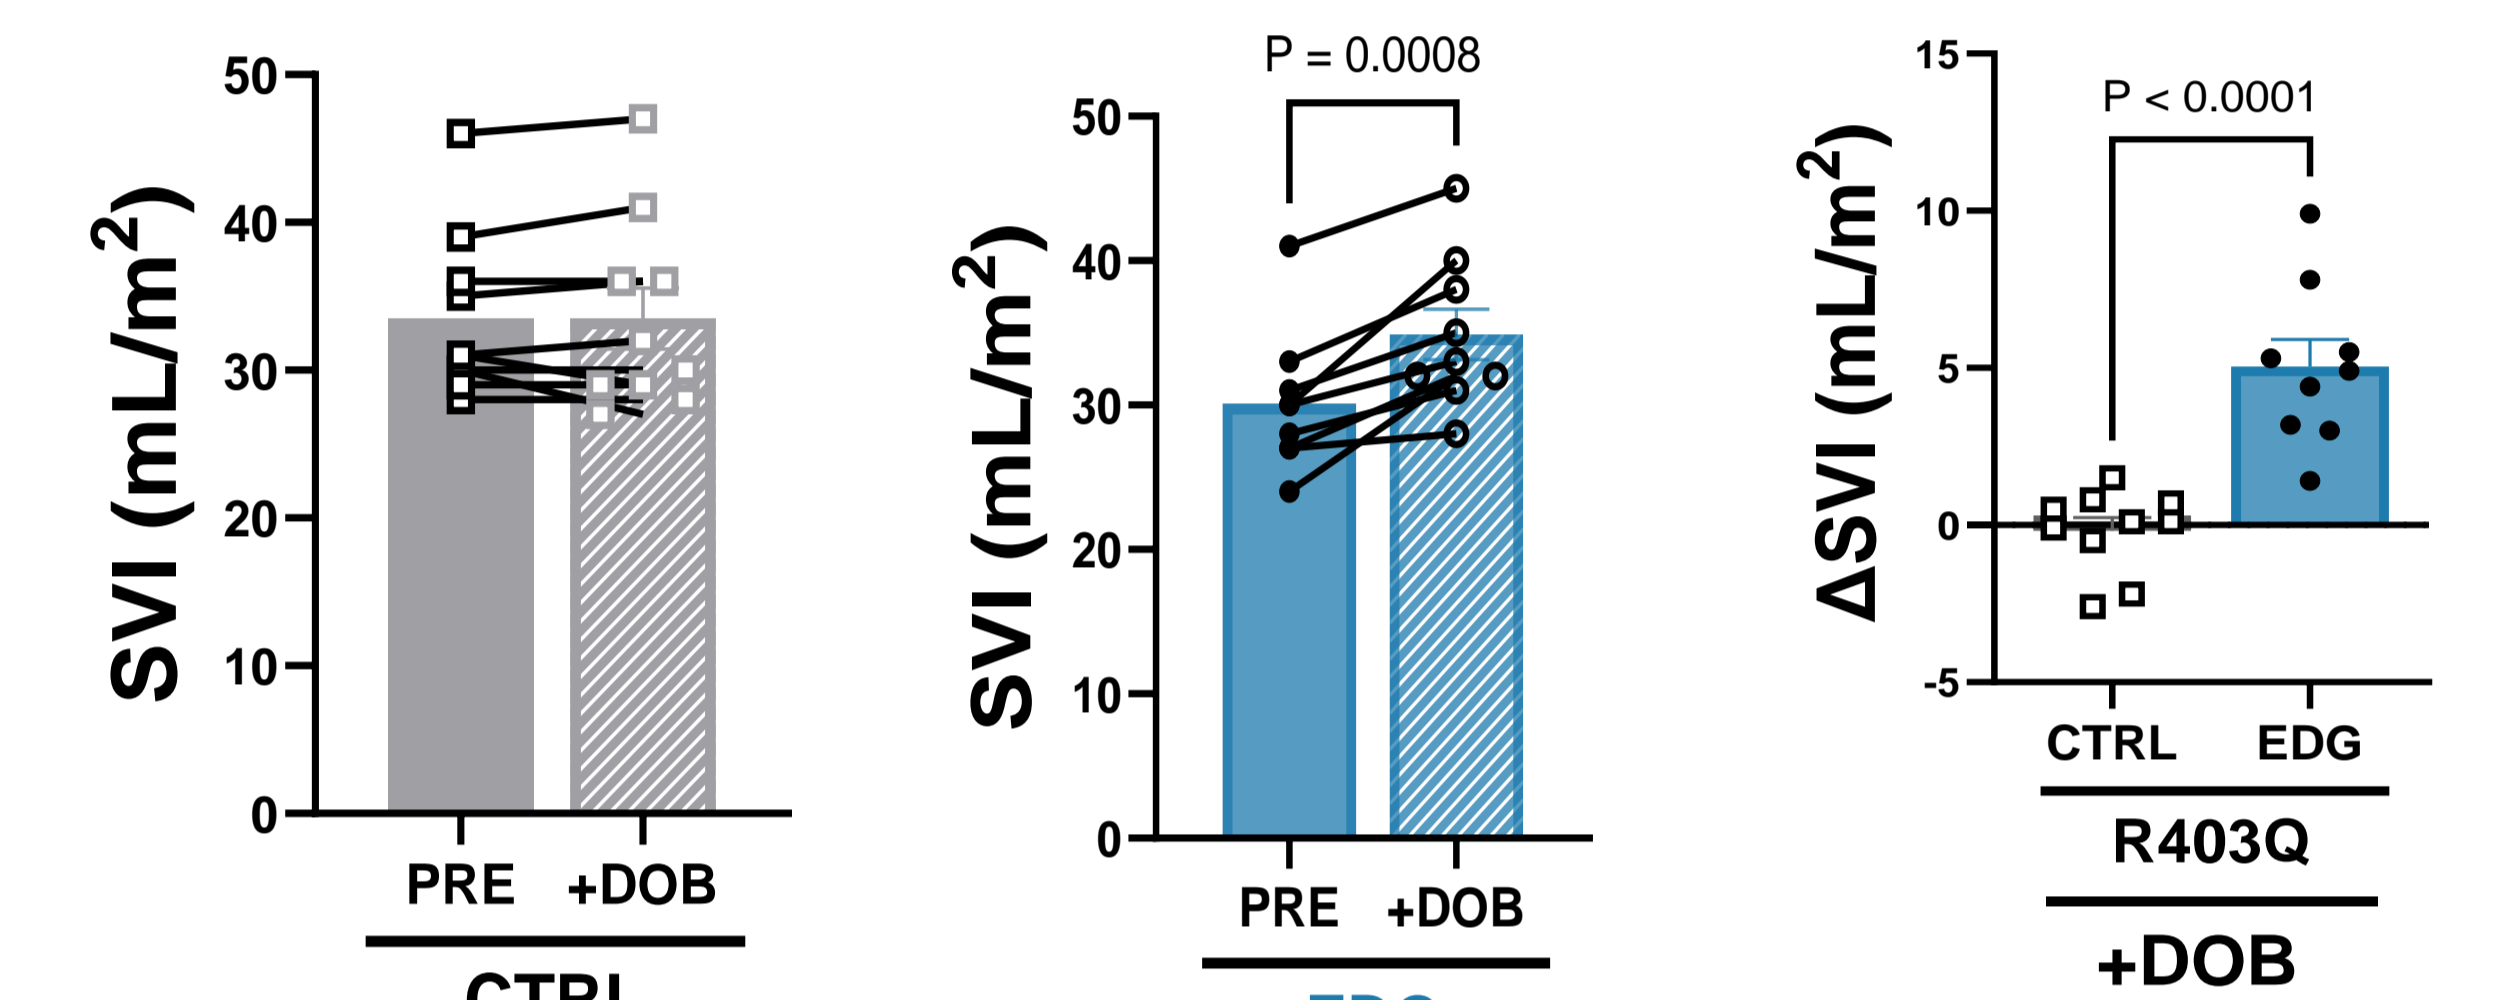 SVI (mL/m²)
50
40
30
20
10
0
PRE +DOB
CTRL
P = 0.0008
SVI (mL/m²)
50
40
30
20
10
0
PRE +DOB
P < 0.0001
ΔSVI (mL/m²)
15
10
5
0
-5
CTRL EDG
R403Q
+DOB